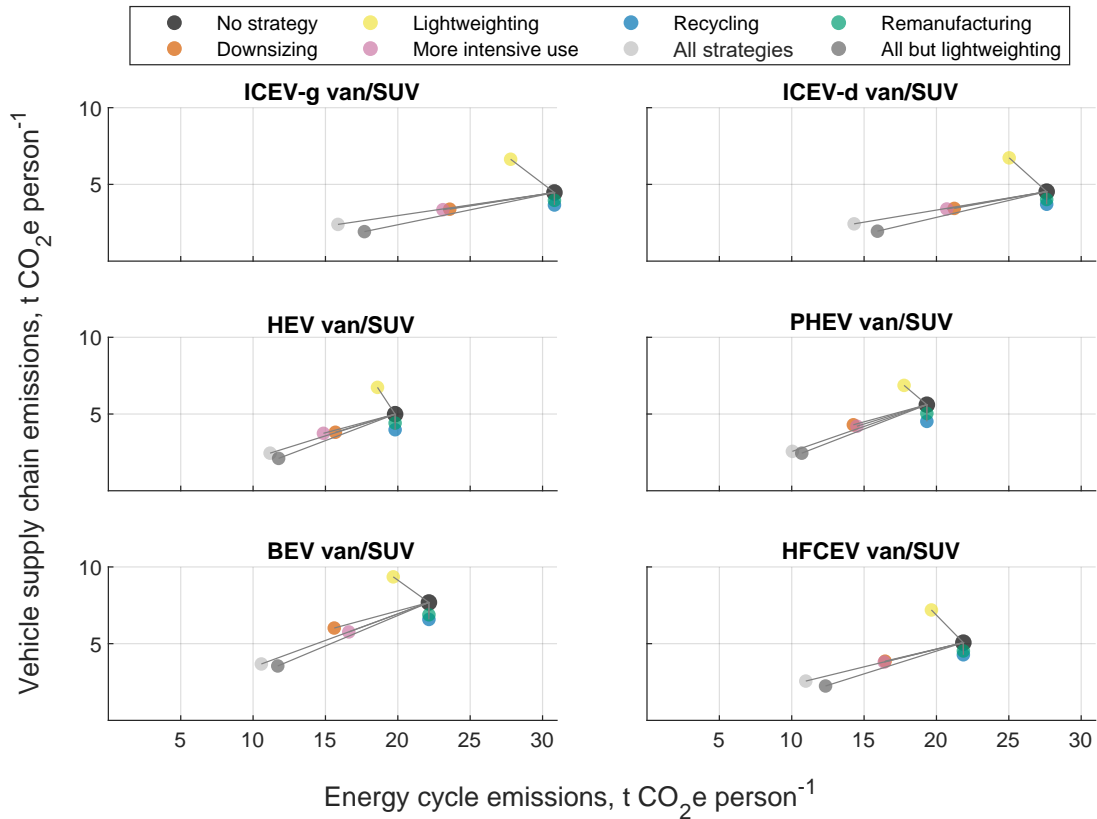 No strategy Lightweighting Recycling Remanufacturing
Downsizing More intensive use All strategies All but lightweighting
Vehicle supply chain emissions, t CO2e person-1
ICEV-g van/SUV
10
5
ICEV-d van/SUV
HEV van/SUV
10
5
PHEV van/SUV
BEV van/SUV
10
5
5 10 15 20 25 30
HFCEV van/SUV
5 10 15 20 25 30
Energy cycle emissions, t CO2e person-1